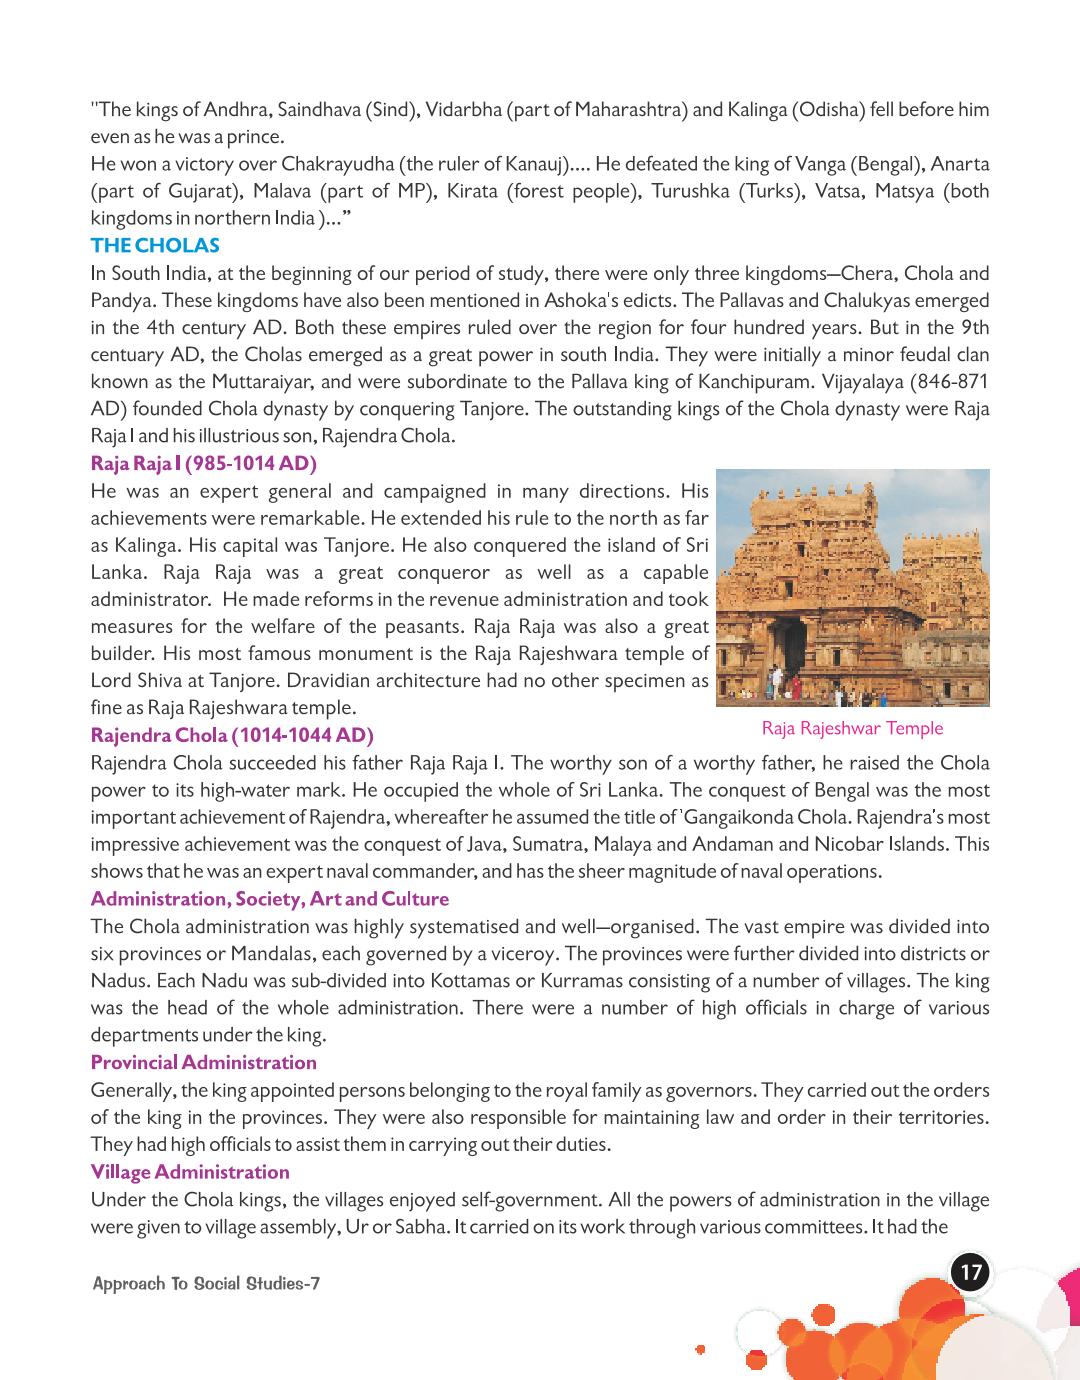 "The kings of Andhra, Saindhava (Sind), Vidarbha (part of Maharashtra) and Kalinga (Odisha) fell before him
even as he was a prince.
He won a victory over Chakrayudha (the ruler of Kanauj).... He defeated the king of Vanga (Bengal), Anarta
(part of Gujarat), Malava (part of MP), Kirata (forest people), Turushka (Turks), Vatsa, Matsya (both
kingdoms in northern India )...”
THE CHOLAS
In South India, at the beginning of our period of study, there were only three kingdoms—Chera, Chola and
Pandya. These kingdoms have also been mentioned in Ashoka's edicts. The Pallavas and Chalukyas emerged
in the 4th century AD. Both these empires ruled over the region for four hundred years. But in the 9th
centuary AD, the Cholas emerged as a great power in south India. They were initially a minor feudal clan
known as the Muttaraiyar, and were subordinate to the Pallava king of Kanchipuram. Vijayalaya (846-871
AD) founded Chola dynasty by conquering Tanjore. The outstanding kings of the Chola dynasty were Raja
Raja I and his illustrious son, Rajendra Chola.
Raja Raja I (985-1014 AD)
He was an expert general and campaigned in many directions. His
achievements were remarkable. He extended his rule to the north as far
as Kalinga. His capital was Tanjore. He also conquered the island of Sri
Lanka. Raja Raja was a great conqueror as well as a capable
administrator. He made reforms in the revenue administration and took
measures for the welfare of the peasants. Raja Raja was also a great
builder. His most famous monument is the Raja Rajeshwara temple of
Lord Shiva at Tanjore. Dravidian architecture had no other specimen as
fine as Raja Rajeshwara temple.
Raja Rajeshwar Temple
Rajendra Chola (1014-1044 AD)
Rajendra Chola succeeded his father Raja Raja I. The worthy son of a worthy father, he raised the Chola
power to its high-water mark. He occupied the whole of Sri Lanka. The conquest of Bengal was the most
important achievement of Rajendra, whereafter he assumed the title of 'Gangaikonda Chola. Rajendra's most
impressive achievement was the conquest of Java, Sumatra, Malaya and Andaman and Nicobar Islands. This
shows that he was an expert naval commander, and has the sheer magnitude of naval operations.
Administration, Society, Art and Culture
The Chola administration was highly systematised and well—organised. The vast empire was divided into
six provinces or Mandalas, each governed by a viceroy. The provinces were further divided into districts or
Nadus. Each Nadu was sub-divided into Kottamas or Kurramas consisting of a number of villages. The king
was the head of the whole administration. There were a number of high officials in charge of various
departments under the king.
Provincial Administration
Generally, the king appointed persons belonging to the royal family as governors. They carried out the orders
of the king in the provinces. They were also responsible for maintaining law and order in their territories.
They had high officials to assist them in carrying out their duties.
Village Administration
Under the Chola kings, the villages enjoyed self-government. All the powers of administration in the village
were given to village assembly, Ur or Sabha. It carried on its work through various committees. It had the
Approach To Social Studies-7
17